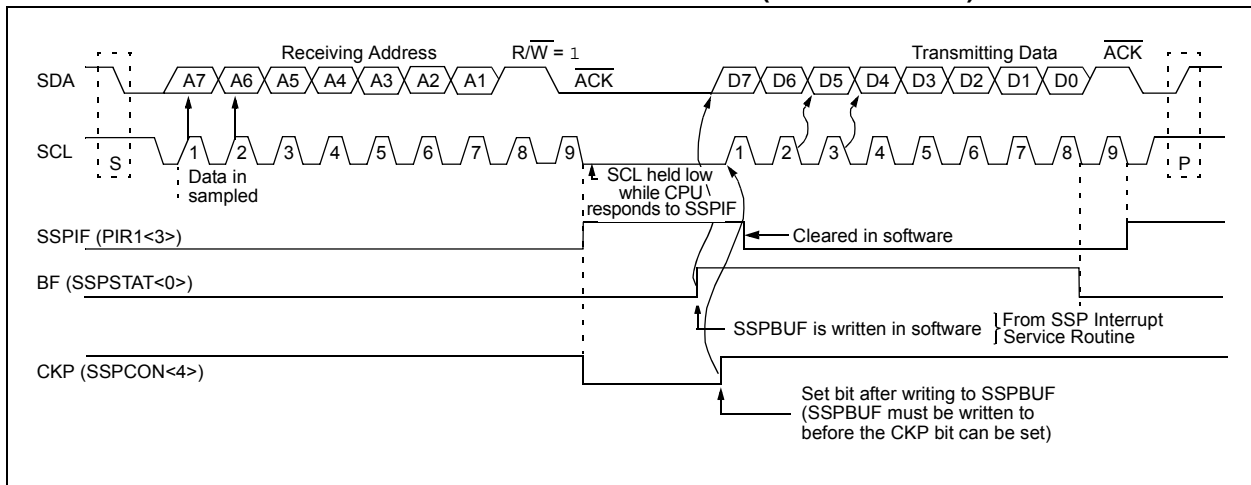 Receiving Address R/W = 1 Transmitting Data ACK
SDA A7 A6 A5 A4 A3 A2 A1 ACK D7 D6 D5 D4 D3 D2 D1 D0
SCL S 1 2 3 4 5 6 7 8 9 1 2 3 4 5 6 7 8 9 P
Data in
sampled
SCL held low
while CPU
responds to SSPIF
SSPIF (PIR1<3>)
Cleared in software
BF (SSPSTAT<0>)
SSPBUF is written in software
From SSP Interrupt
Service Routine
CKP (SSPCON<4>)
Set bit after writing to SSPBUF
(SSPBUF must be written to
before the CKP bit can be set)